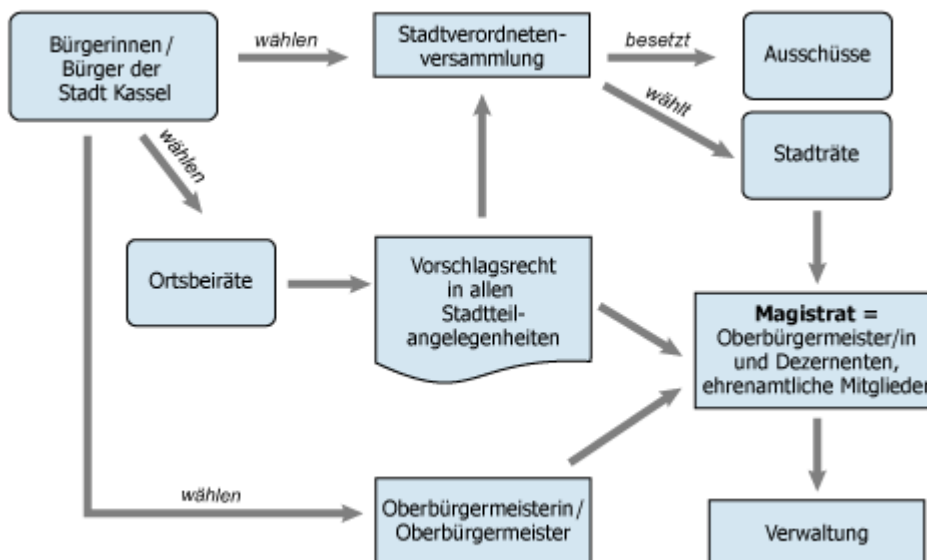 Bürgerinnen /
Bürger der
Stadt Kassel
wählen
Stadtverordneten-
versammlung
besetzt
Ausschüsse
wählt
Stadträte
wählen
Ortsbeiräte
Vorschlagsrecht
in allen
Stadtteil-
angelegenheiten
Magistrat =
Oberbürgermeister/in
und Dezernenten,
ehrenamtliche Mitglieder
wählen
Oberbürgermeisterin /
Oberbürgermeister
Verwaltung